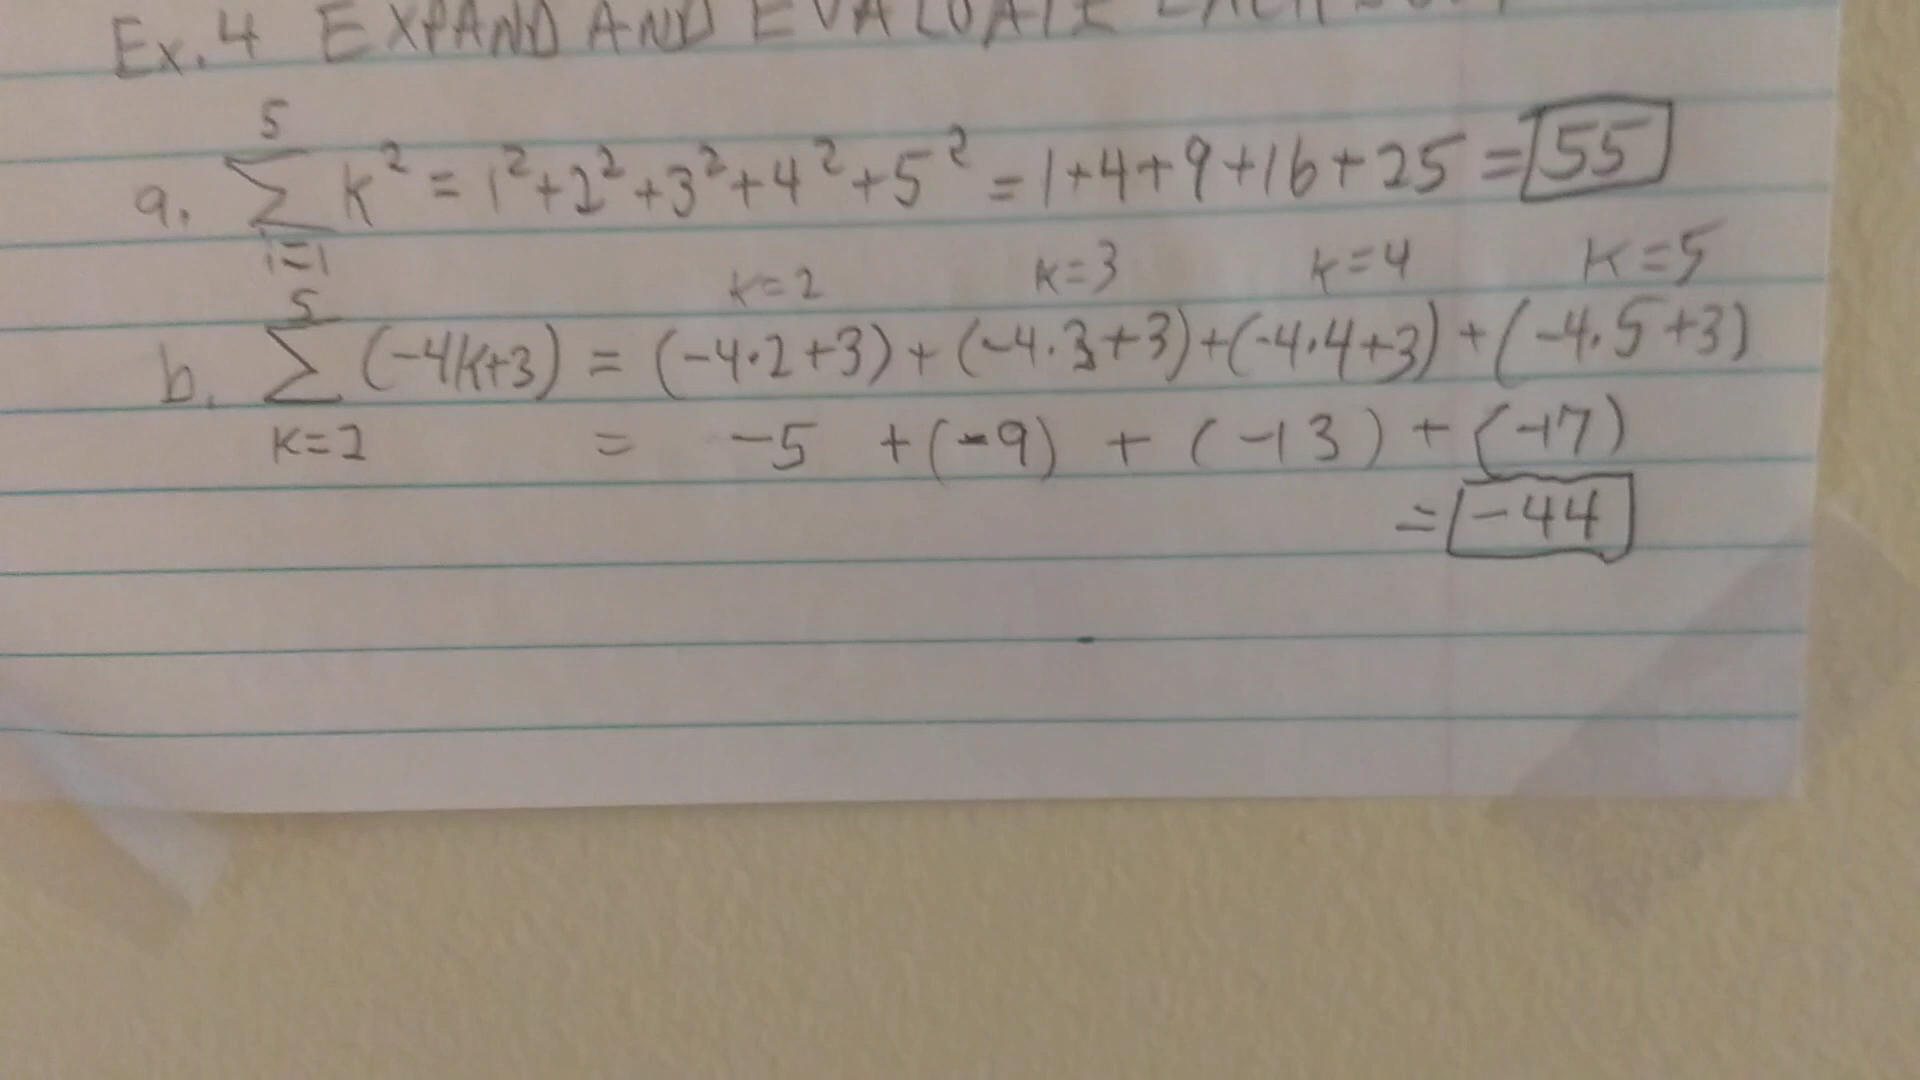 Ex. 4 EXPAND AND EVALUATE EACH
5
a. Σ k² = 1²+2²+3²+4²+5² = 1+4+9+16+25 = 55
i=1
k=2 k=3 k=4 K=5
5
b. Σ (-4k+3) = (-4·2+3)+(-4·3+3)+(-4·4+3)+(-4·5+3)
K=2 = -5 +(-9) + (-13) + (-17)
= -44